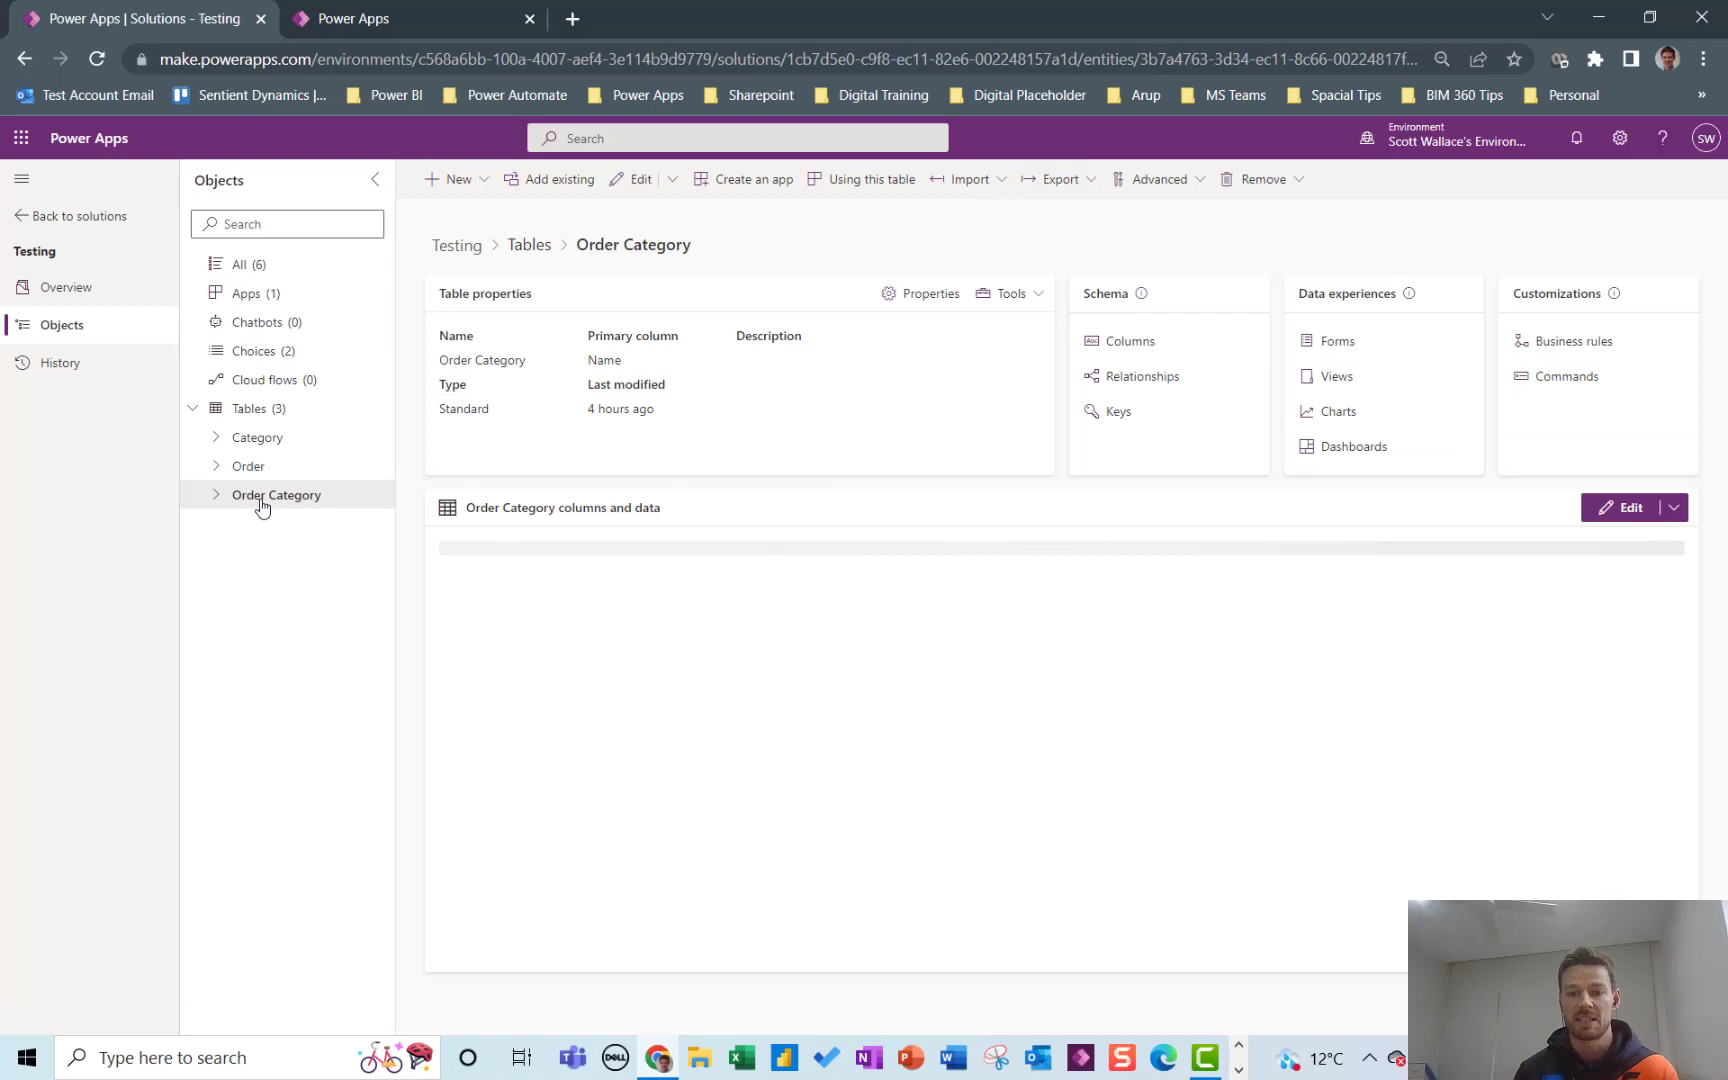 Power Apps | Solutions - Testing
Power Apps
make.powerapps.com/environments/c568a6bb-100a-4007-aef4-3e114b9d9779/solutions/1cb7d5e0-c9f8-ec11-82e6-002248157a1d/entities/3b7a4763-3d34-ec11-8c66-00224817f...
Test Account Email
Sentient Dynamics |...
Power BI
Power Automate
Power Apps
Sharepoint
Digital Training
Digital Placeholder
Arup
MS Teams
Spacial Tips
BIM 360 Tips
Personal
»
Power Apps
Search
Environment
Scott Wallace's Environ...
SW
Back to solutions
Testing
Overview
Objects
History
Objects
Search
All (6)
Apps (1)
Chatbots (0)
Choices (2)
Cloud flows (0)
Tables (3)
Category
Order
Order Category
New
Add existing
Edit
Create an app
Using this table
Import
Export
Advanced
Remove
Testing > Tables > Order Category
Table properties
Properties
Tools
Name
Primary column
Description
Order Category
Name
Type
Last modified
Standard
4 hours ago
Schema
Columns
Relationships
Keys
Data experiences
Forms
Views
Charts
Dashboards
Customizations
Business rules
Commands
Order Category columns and data
Edit
Type here to search
DELL
12°C